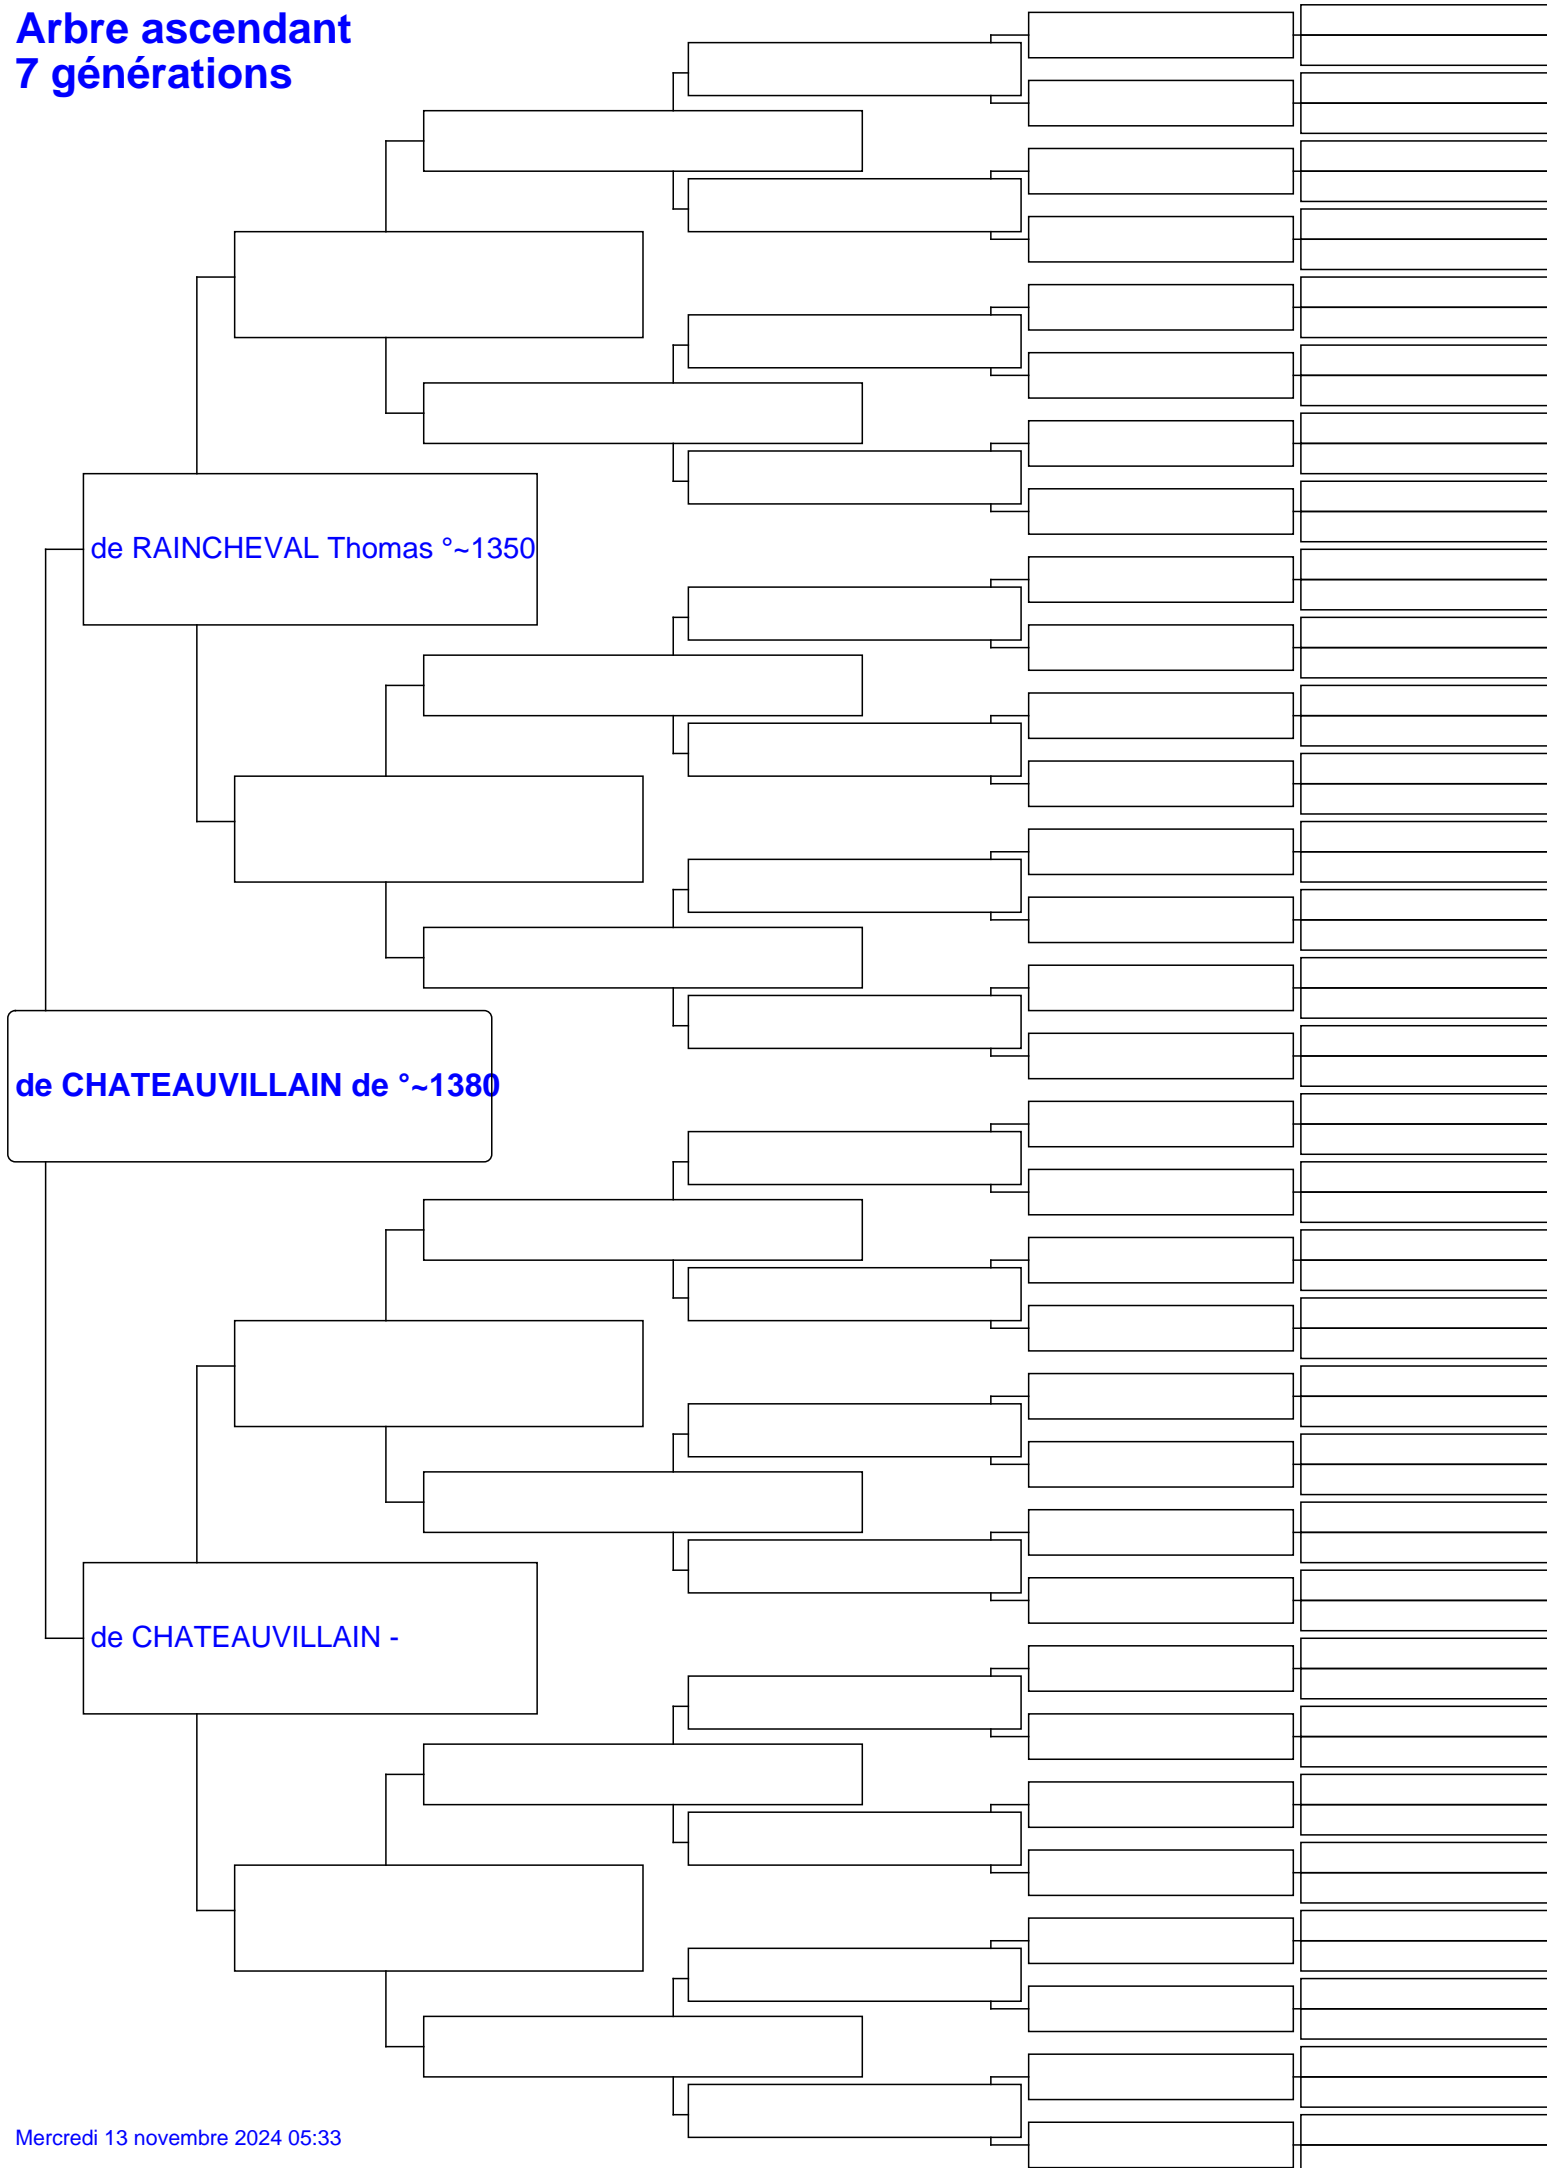 Arbre ascendant
7 générations
de RAINCHEVAL Thomas °~1350
de CHATEAUVILLAIN de °~1380
de CHATEAUVILLAIN -
Mercredi 13 novembre 2024 05:33